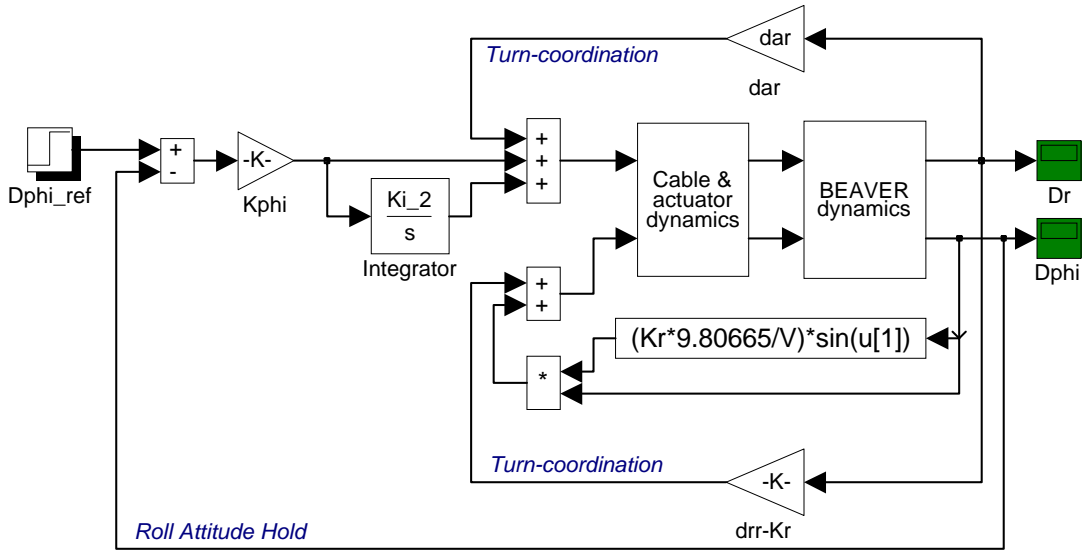 dar
Turn-coordination
dar
+
-
Dphi_ref
-K-
Kphi
Ki_2
s
Integrator
+
+
+
Cable &
actuator
dynamics
BEAVER
dynamics
Dr
Dphi
+
+
(Kr*9.80665/V)*sin(u[1])
*
Turn-coordination
-K-
drr-Kr
Roll Attitude Hold